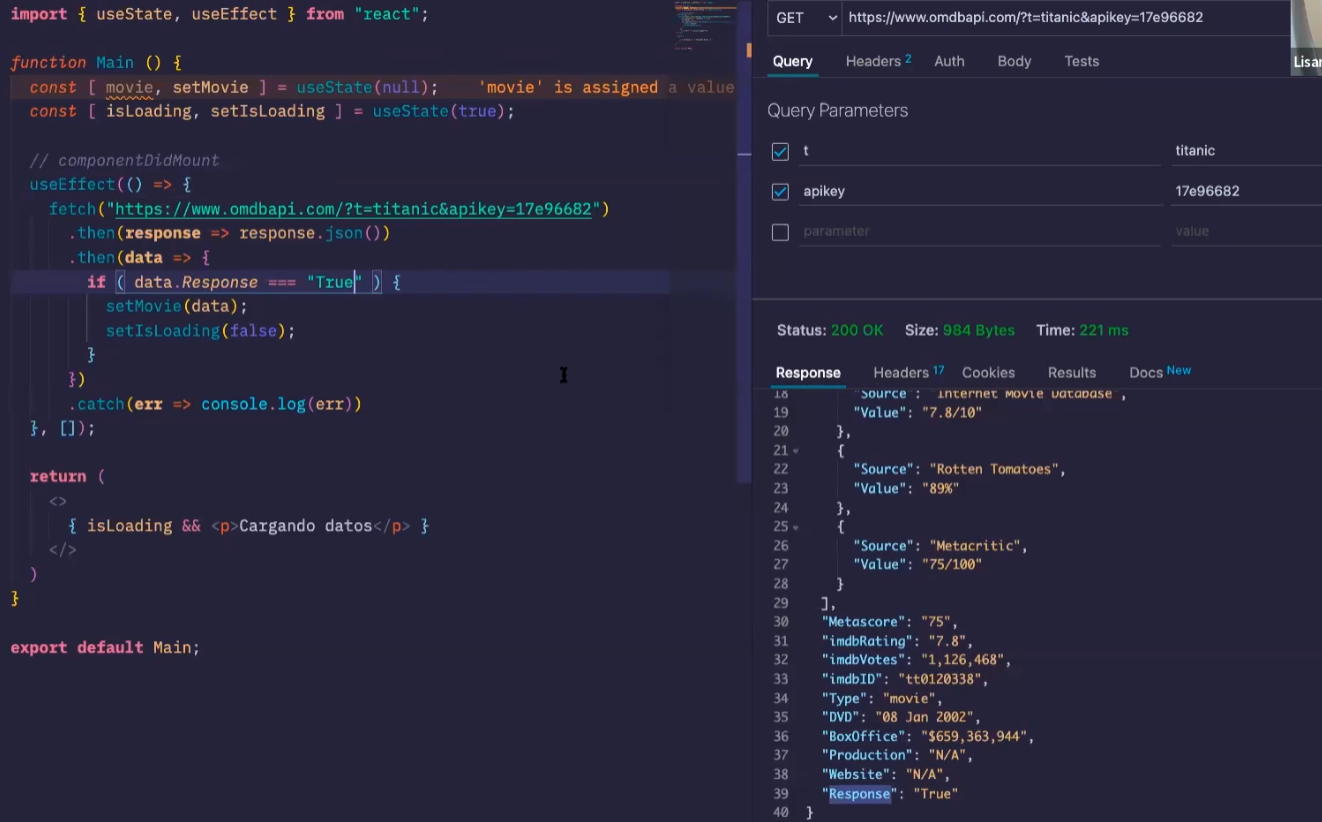 import { useState, useEffect } from "react";
function Main () {
const [ movie, setMovie ] = useState(null); 'movie' is assigned a value
const [ isLoading, setIsLoading ] = useState(true);
// componentDidMount
useEffect(() => {
fetch("https://www.omdbapi.com/?t=titanic&apikey=17e96682")
.then(response => response.json())
.then(data => {
if ( data.Response === "True" ) {
setMovie(data);
setIsLoading(false);
}
})
.catch(err => console.log(err))
}, []);
return (
<>
{ isLoading && <p>Cargando datos</p> }
</>
)
}
export default Main;
GET https://www.omdbapi.com/?t=titanic&apikey=17e96682
Lisar
Query Headers 2 Auth Body Tests
Query Parameters
t titanic
apikey 17e96682
parameter value
Status: 200 OK Size: 984 Bytes Time: 221 ms
Response Headers 17 Cookies Results Docs New
18 "Source": "Internet Movie Database",
19 "Value": "7.8/10"
20 },
21 {
22 "Source": "Rotten Tomatoes",
23 "Value": "89%"
24 },
25 {
26 "Source": "Metacritic",
27 "Value": "75/100"
28 }
29 ],
30 "Metascore": "75",
31 "imdbRating": "7.8",
32 "imdbVotes": "1,126,468",
33 "imdbID": "tt0120338",
34 "Type": "movie",
35 "DVD": "08 Jan 2002",
36 "BoxOffice": "$659,363,944",
37 "Production": "N/A",
38 "Website": "N/A",
39 "Response": "True"
40 }